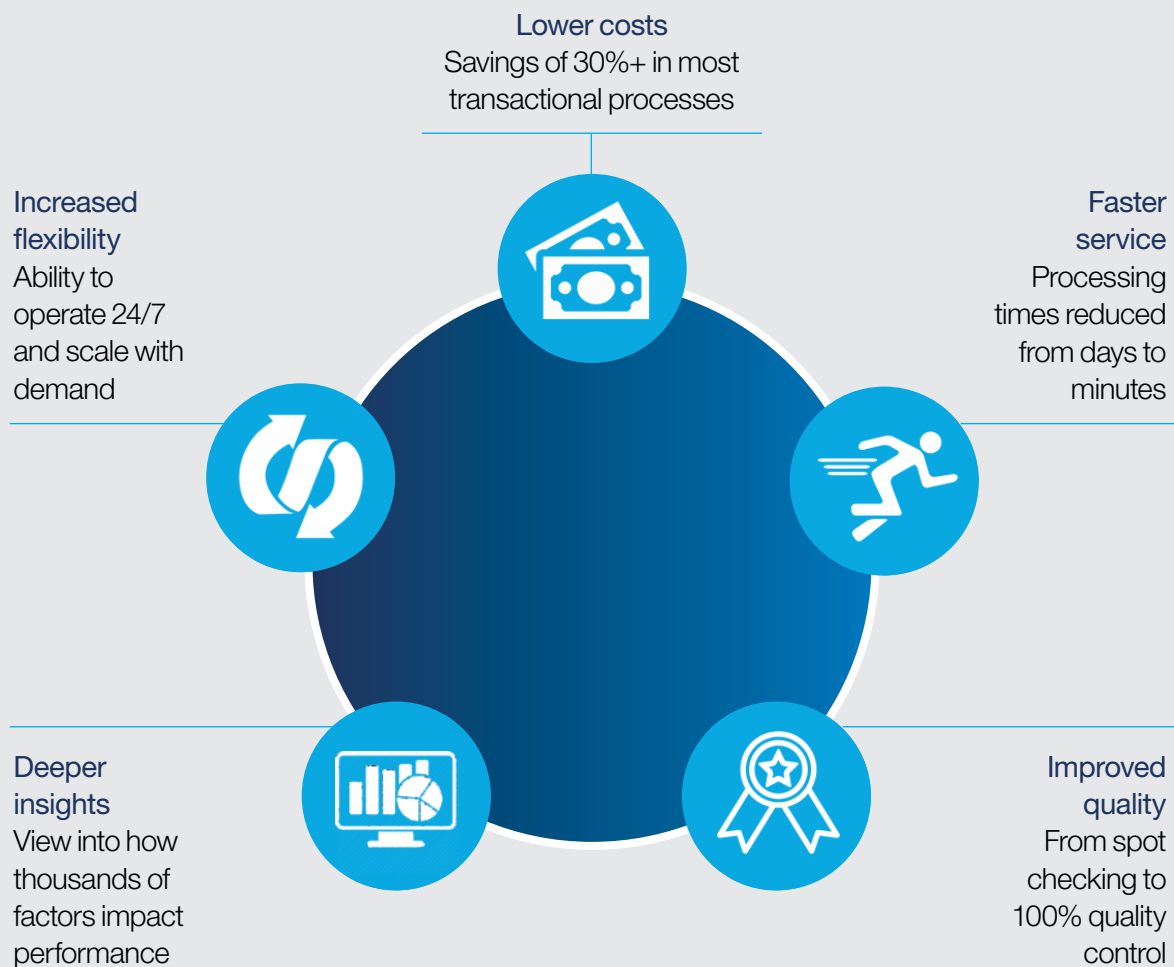 Lower costs
Savings of 30%+ in most
transactional processes
Increased
flexibility
Ability to
operate 24/7
and scale with
demand
Faster
service
Processing
times reduced
from days to
minutes
Deeper
insights
View into how
thousands of
factors impact
performance
Improved
quality
From spot
checking to
100% quality
control